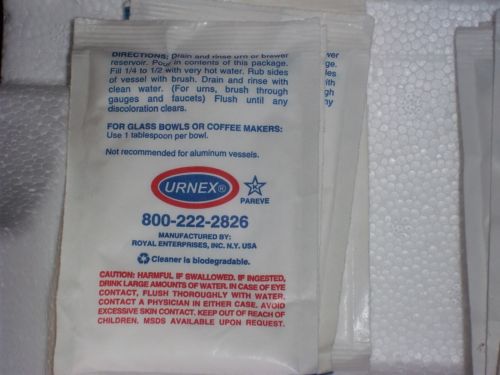 DIRECTIONS: Drain and rinse urn or brewer
reservoir. Pour in contents of this package.
Fill 1/4 to 1/2 with very hot water. Rub sides
of vessel with brush. Drain and rinse with
clean water. (For urns, brush through
gauges and faucets) Flush until any
discoloration clears.
FOR GLASS BOWLS OR COFFEE MAKERS:
Use 1 tablespoon per bowl.
Not recommended for aluminum vessels.
URNEX®
K
PAREVE
800-222-2826
MANUFACTURED BY:
ROYAL ENTERPRISES, INC. N.Y. USA
Cleaner is biodegradable.
CAUTION: HARMFUL IF SWALLOWED. IF INGESTED,
DRINK LARGE AMOUNTS OF WATER. IN CASE OF EYE
CONTACT, FLUSH THOROUGHLY WITH WATER.
CONTACT A PHYSICIAN IN EITHER CASE. AVOID
EXCESSIVE SKIN CONTACT. KEEP OUT OF REACH OF
CHILDREN. MSDS AVAILABLE UPON REQUEST.